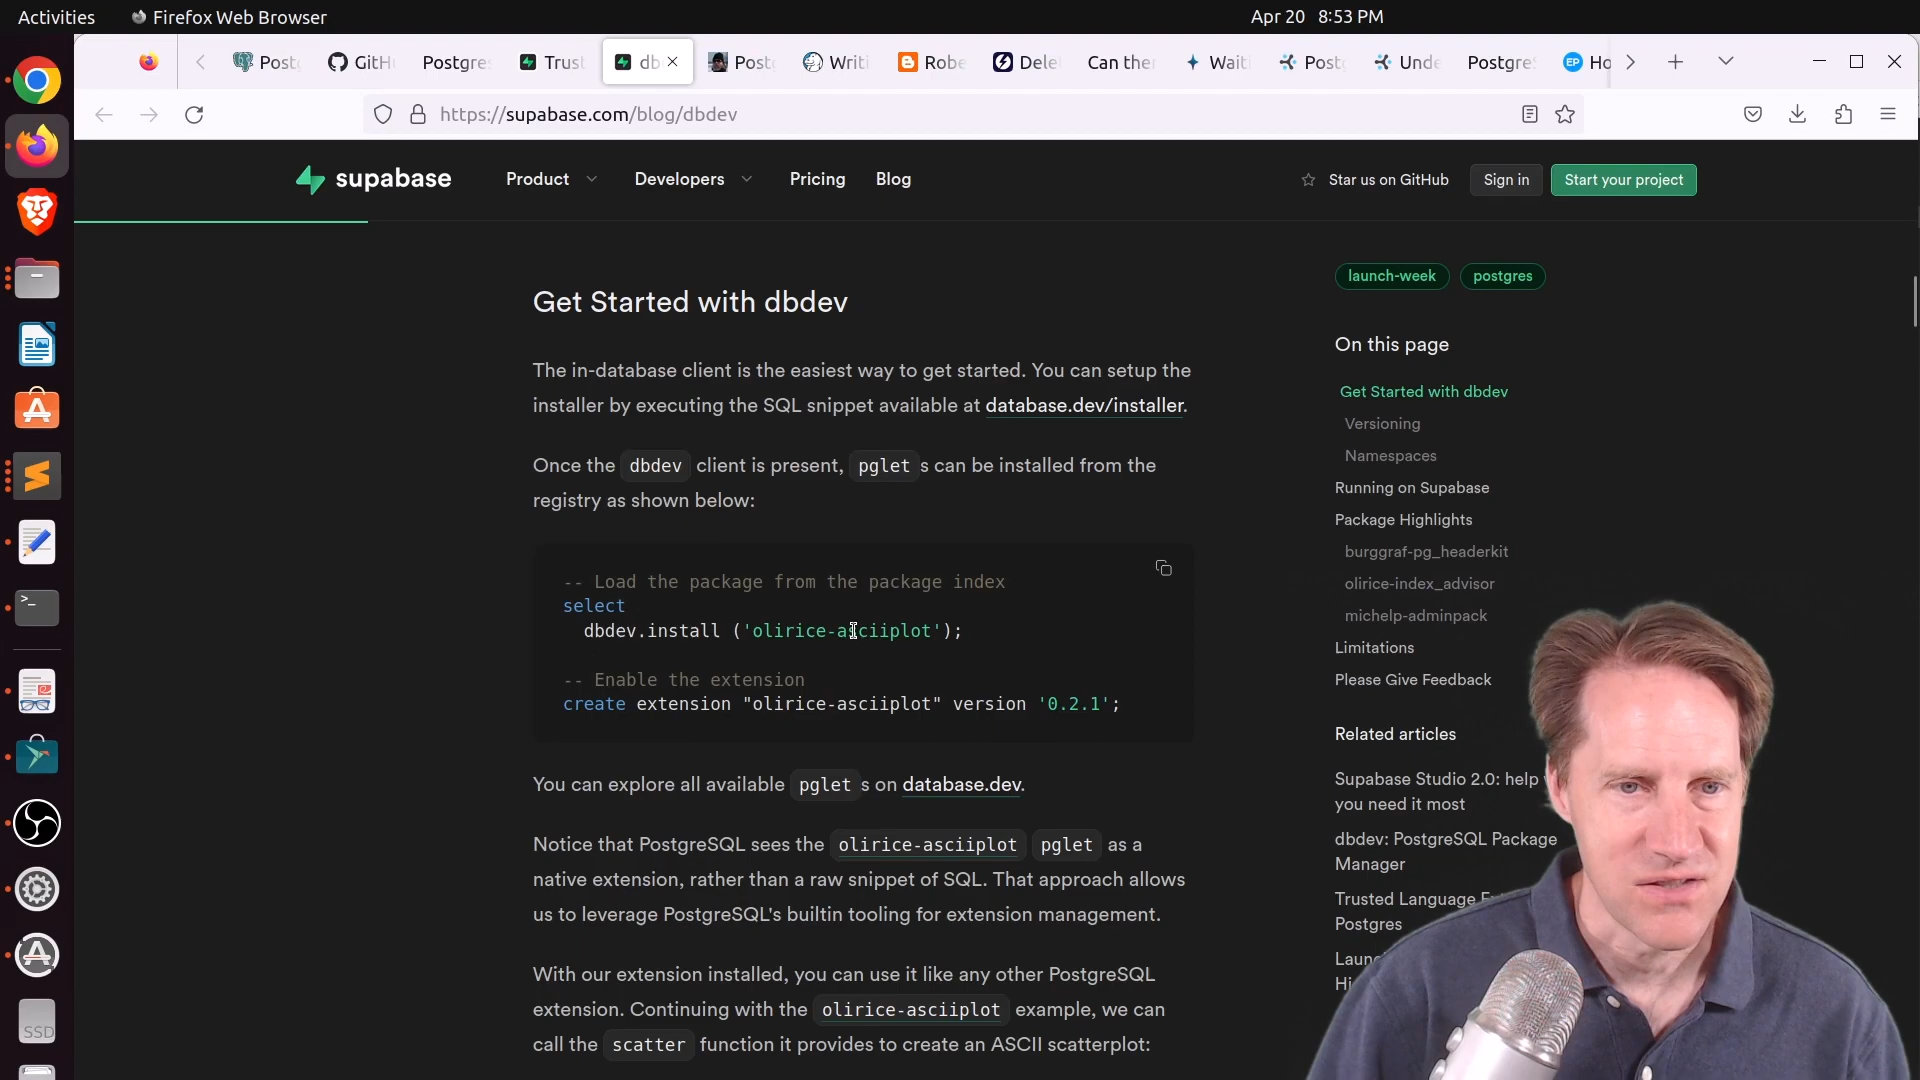 Activities
Firefox Web Browser
Apr 20 8:53 PM
Post
GitH
Postgre
Trust
db
Post
Writi
Robe
Dele
Can the
Wait
Post
Unde
Postgre
EP Ho
https://supabase.com/blog/dbdev
supabase
Product
Developers
Pricing
Blog
Star us on GitHub
Sign in
Start your project
Get Started with dbdev
The in-database client is the easiest way to get started. You can setup the
installer by executing the SQL snippet available at database.dev/installer.
Once the dbdev client is present, pglet s can be installed from the
registry as shown below:
-- Load the package from the package index
select
dbdev.install ('olirice-asciiplot');
-- Enable the extension
create extension "olirice-asciiplot" version '0.2.1';
You can explore all available pglet s on database.dev.
Notice that PostgreSQL sees the olirice-asciiplot pglet as a
native extension, rather than a raw snippet of SQL. That approach allows
us to leverage PostgreSQL's builtin tooling for extension management.
With our extension installed, you can use it like any other PostgreSQL
extension. Continuing with the olirice-asciiplot example, we can
call the scatter function it provides to create an ASCII scatterplot:
launch-week
postgres
On this page
Get Started with dbdev
Versioning
Namespaces
Running on Supabase
Package Highlights
burggraf-pg_headerkit
olirice-index_advisor
michelp-adminpack
Limitations
Please Give Feedback
Related articles
Supabase Studio 2.0: help
you need it most
dbdev: PostgreSQL Package
Manager
Trusted Language
Postgres
Laun
Hi
SSD